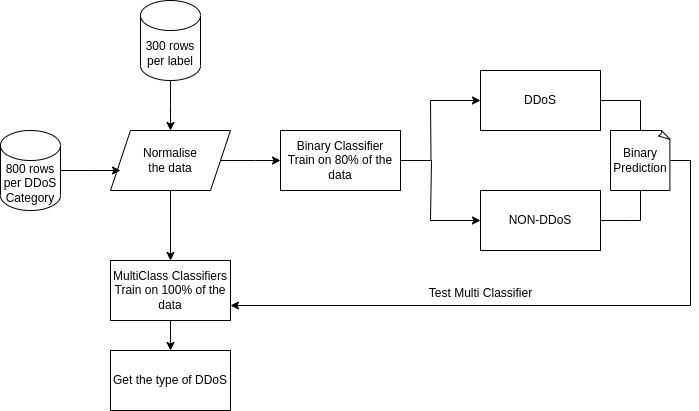 300 rows
per label
800 rows
per DDoS
Category
Normalise
the data
Binary Classifier
Train on 80% of the
data
DDoS
NON-DDoS
Binary
Prediction
MultiClass Classifiers
Train on 100% of the
data
Test Multi Classifier
Get the type of DDoS